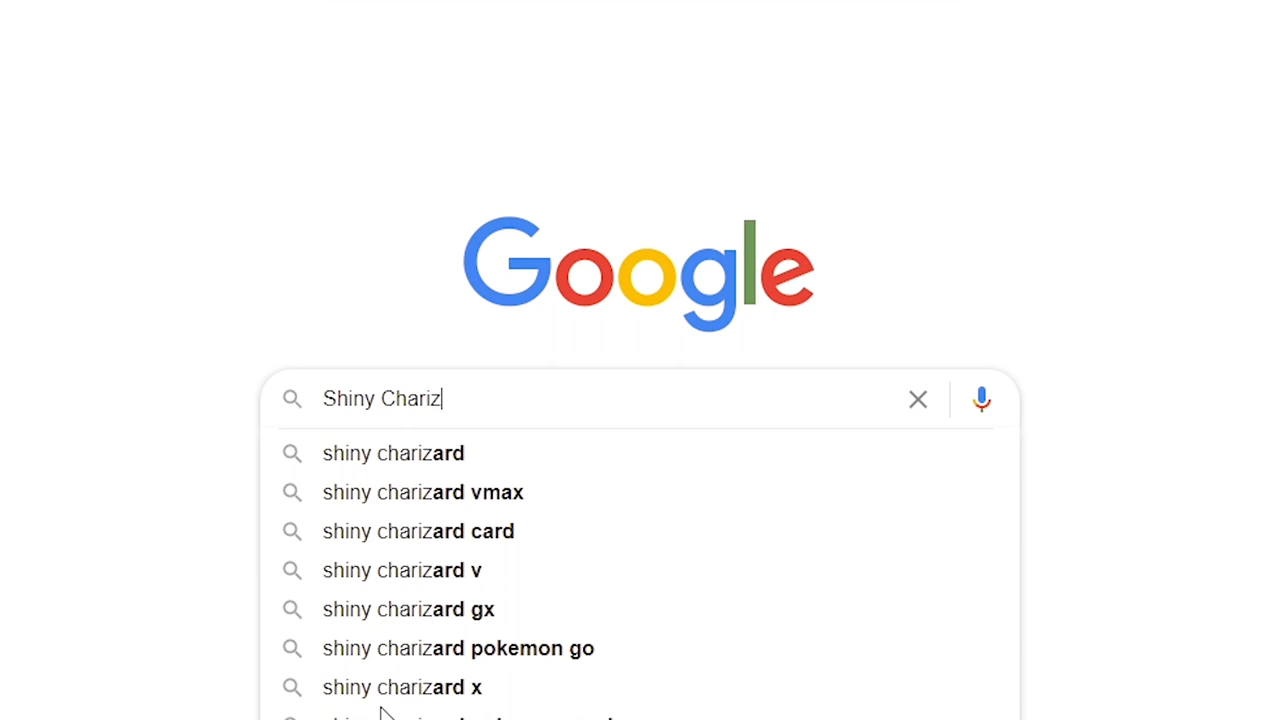 Google
Shiny Chariz
shiny charizard
shiny charizard vmax
shiny charizard card
shiny charizard v
shiny charizard gx
shiny charizard pokemon go
shiny charizard x